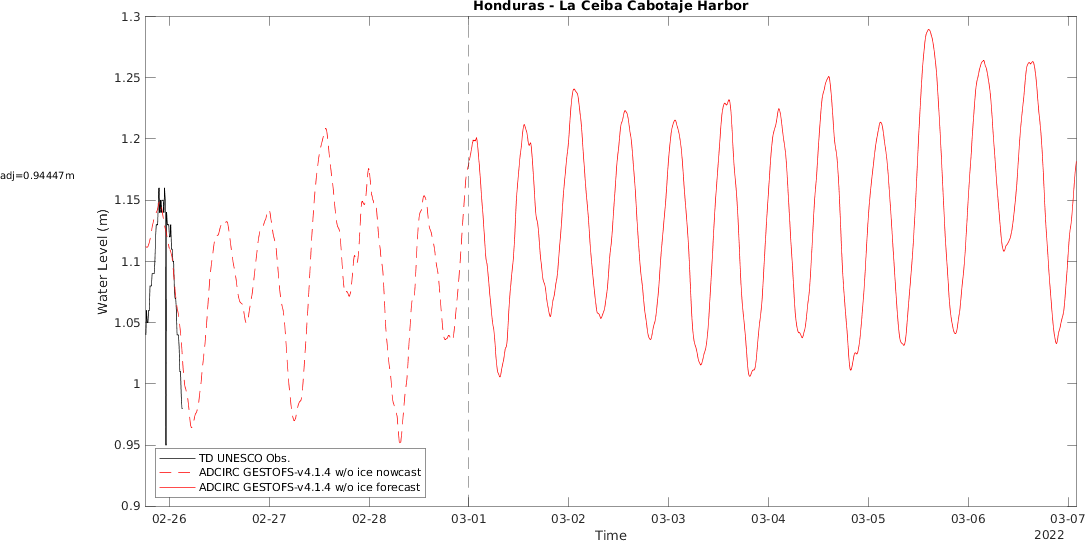 Honduras - La Ceiba Cabotaje Harbor
1.3
1.25
1.2
adj=0.94447m
1.15
1.1
1.05
1
0.95
0.9
Water Level (m)
TD UNESCO Obs.
ADCIRC GESTOFS-v4.1.4 w/o ice nowcast
ADCIRC GESTOFS-v4.1.4 w/o ice forecast
02-26 02-27 02-28 03-01 03-02 03-03 03-04 03-05 03-06 03-07
Time
2022